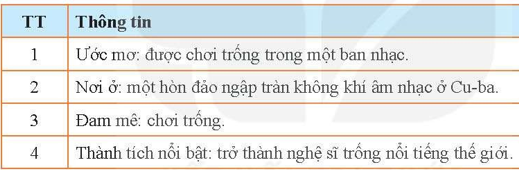 TT Thông tin
1 Ước mơ: được chơi trống trong một ban nhạc.
2 Nơi ở: một hòn đảo ngập tràn không khí âm nhạc ở Cu-ba.
3 Đam mê: chơi trống.
4 Thành tích nổi bật: trở thành nghệ sĩ trống nổi tiếng thế giới.